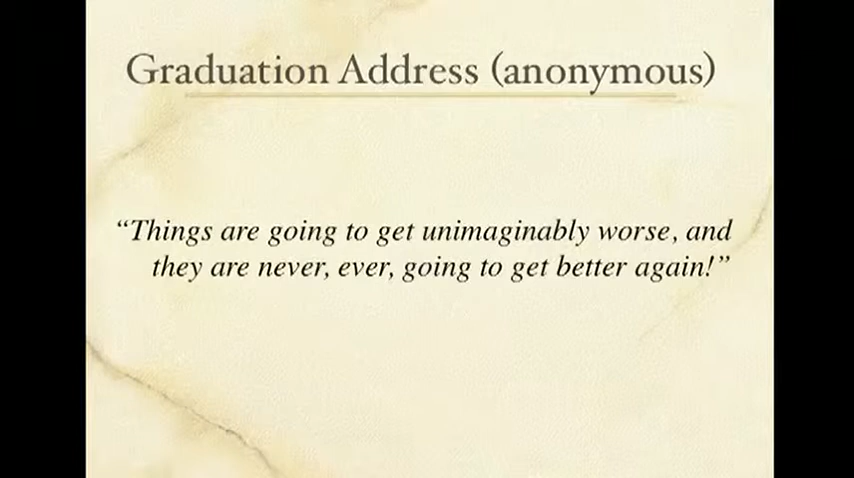 Graduation Address (anonymous)
“Things are going to get unimaginably worse, and
they are never, ever, going to get better again!”